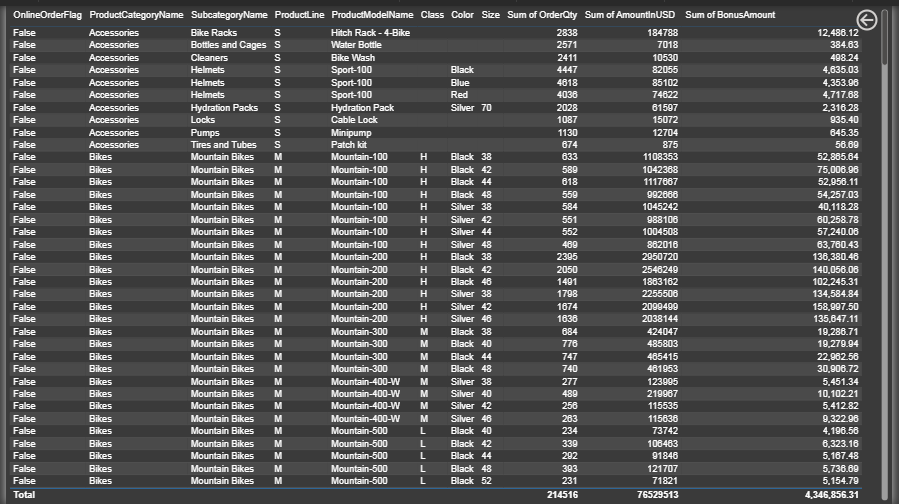 OnlineOrderFlag ProductCategoryName SubcategoryName ProductLine ProductModelName Class Color Size Sum of OrderQty Sum of AmountInUSD Sum of BonusAmount
False Accessories Bike Racks S Hitch Rack - 4-Bike 2838 184788 12,486.12
False Accessories Bottles and Cages S Water Bottle 2571 7018 384.63
False Accessories Cleaners S Bike Wash 2411 10530 498.24
False Accessories Helmets S Sport-100 Black 4447 82055 4,635.03
False Accessories Helmets S Sport-100 Blue 4618 85102 4,353.96
False Accessories Helmets S Sport-100 Red 4036 74622 4,717.68
False Accessories Hydration Packs S Hydration Pack Silver 70 2028 61597 2,316.28
False Accessories Locks S Cable Lock 1087 15072 935.40
False Accessories Pumps S Minipump 1130 12704 645.35
False Accessories Tires and Tubes S Patch kit 674 875 56.69
False Bikes Mountain Bikes M Mountain-100 H Black 38 633 1108353 52,865.64
False Bikes Mountain Bikes M Mountain-100 H Black 42 589 1042368 75,006.96
False Bikes Mountain Bikes M Mountain-100 H Black 44 618 1117667 52,956.11
False Bikes Mountain Bikes M Mountain-100 H Black 48 559 992666 54,257.03
False Bikes Mountain Bikes M Mountain-100 H Silver 38 584 1045242 40,118.28
False Bikes Mountain Bikes M Mountain-100 H Silver 42 551 988106 60,258.78
False Bikes Mountain Bikes M Mountain-100 H Silver 44 552 1004508 57,240.06
False Bikes Mountain Bikes M Mountain-100 H Silver 48 469 862016 63,760.43
False Bikes Mountain Bikes M Mountain-200 H Black 38 2395 2950720 136,380.46
False Bikes Mountain Bikes M Mountain-200 H Black 42 2050 2546249 140,056.06
False Bikes Mountain Bikes M Mountain-200 H Black 46 1491 1863162 102,245.31
False Bikes Mountain Bikes M Mountain-200 H Silver 38 1798 2255506 134,584.84
False Bikes Mountain Bikes M Mountain-200 H Silver 42 1674 2099499 158,997.50
False Bikes Mountain Bikes M Mountain-200 H Silver 46 1636 2038144 135,647.11
False Bikes Mountain Bikes M Mountain-300 M Black 38 684 424047 19,286.71
False Bikes Mountain Bikes M Mountain-300 M Black 40 776 485803 19,279.94
False Bikes Mountain Bikes M Mountain-300 M Black 44 747 465415 22,962.56
False Bikes Mountain Bikes M Mountain-300 M Black 48 740 461953 30,906.72
False Bikes Mountain Bikes M Mountain-400-W M Silver 38 277 123995 5,451.34
False Bikes Mountain Bikes M Mountain-400-W M Silver 40 489 219967 10,102.21
False Bikes Mountain Bikes M Mountain-400-W M Silver 42 256 115535 5,412.82
False Bikes Mountain Bikes M Mountain-400-W M Silver 46 263 115636 9,322.96
False Bikes Mountain Bikes M Mountain-500 L Black 40 234 73742 4,196.56
False Bikes Mountain Bikes M Mountain-500 L Black 42 339 106463 6,323.16
False Bikes Mountain Bikes M Mountain-500 L Black 44 292 91846 5,167.48
False Bikes Mountain Bikes M Mountain-500 L Black 48 393 121707 5,736.69
False Bikes Mountain Bikes M Mountain-500 L Black 52 231 71821 5,154.79
Total 214516 76529513 4,346,856.31